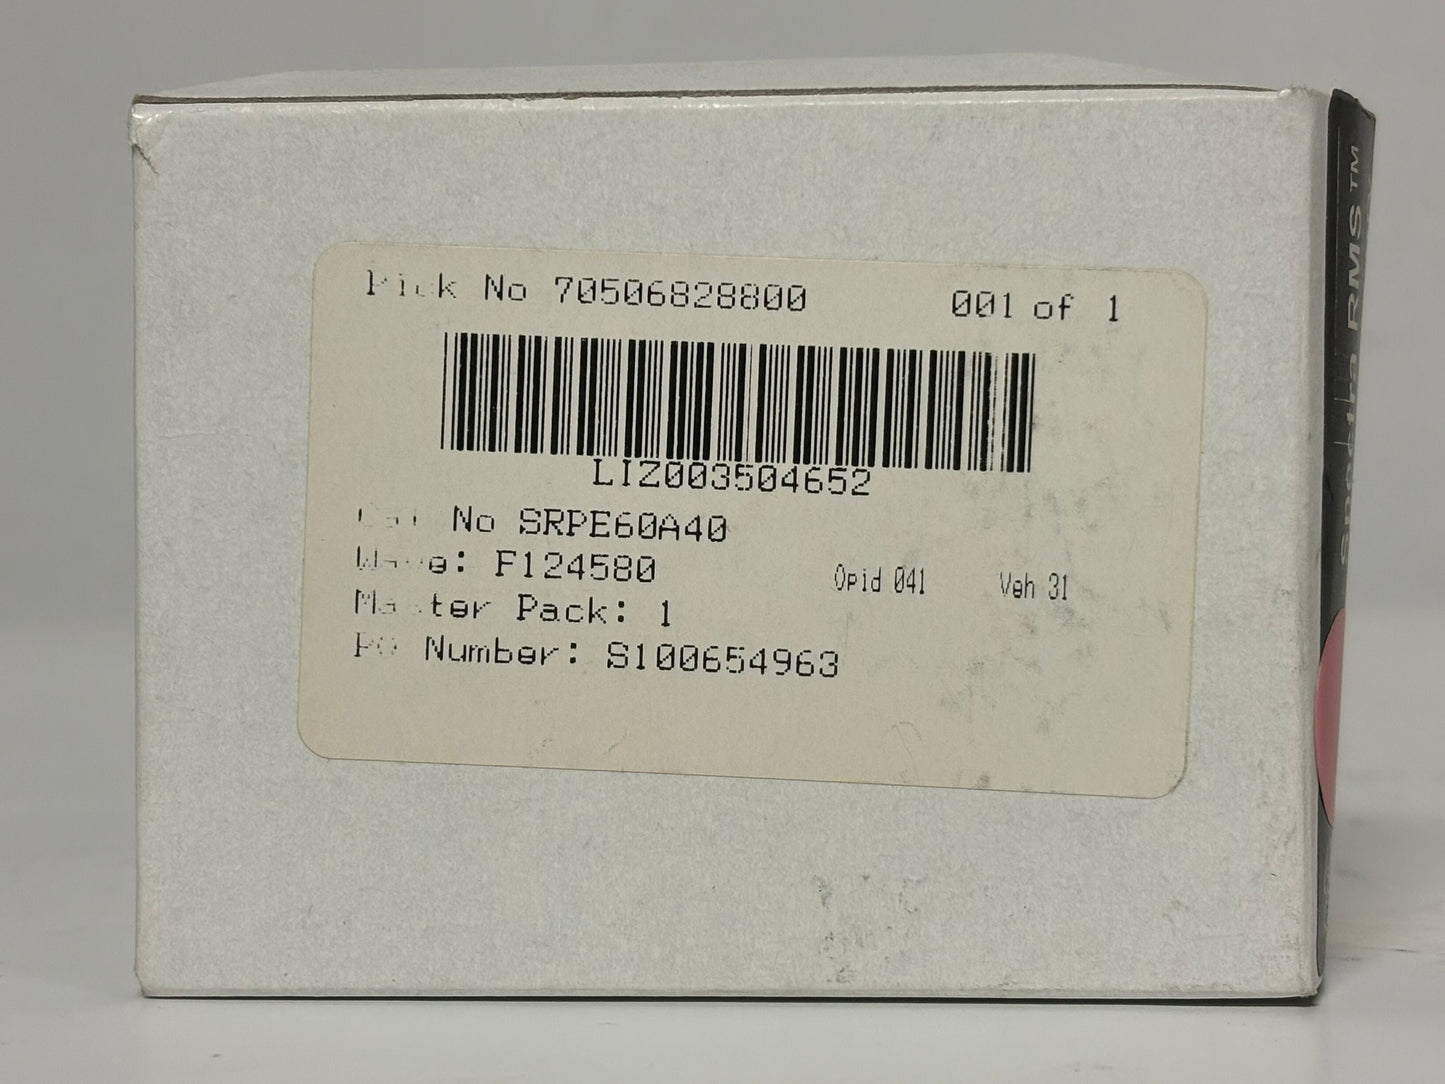 Pick No 70506828800 001 of 1
LIZ003504652
Cat No SRPE60A40
Wave: F124580 Opid 041 Veh 31
Master Pack: 1
PO Number: S100654963
Spectra RMS™